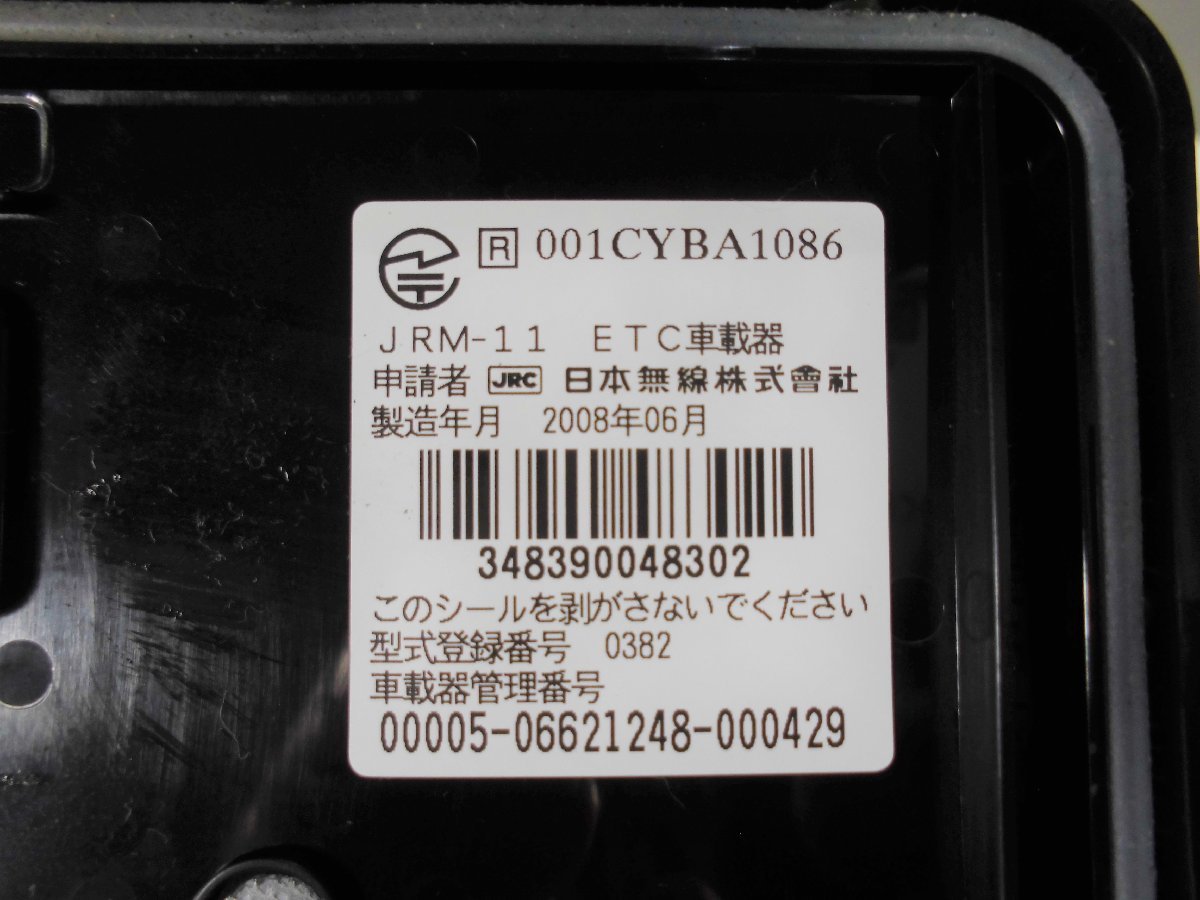 R 001CYBA1086
JRM-11 ETC車載器
申請者 JRC 日本無線株式會社
製造年月 2008年06月
348390048302
このシールを剥がさないでください
型式登録番号 0382
車載器管理番号
00005-06621248-000429